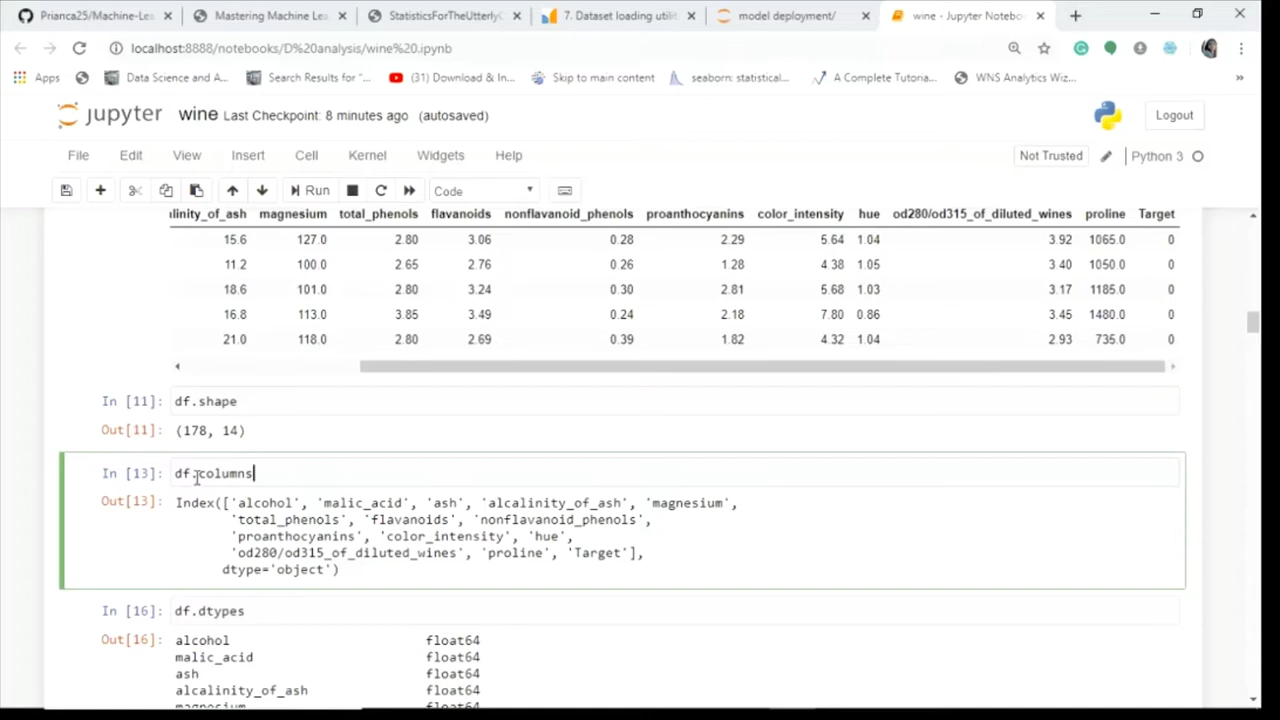 Prianca25/Machine-Lea
Mastering Machine Lea
StatisticsForTheUtterlyC
7. Dataset loading utilit
model deployment/
wine - Jupyter Noteboo
localhost:8888/notebooks/D%20analysis/wine%20.ipynb
Apps
Data Science and A...
Search Results for "...
(31) Download & In...
Skip to main content
seaborn: statistical...
A Complete Tutoria...
WNS Analytics Wiz...
»
jupyter wine Last Checkpoint: 8 minutes ago (autosaved)
Logout
File Edit View Insert Cell Kernel Widgets Help
Not Trusted Python 3
Run Code
linity_of_ash magnesium total_phenols flavanoids nonflavanoid_phenols proanthocyanins color_intensity hue od280/od315_of_diluted_wines proline Target
15.6 127.0 2.80 3.06 0.28 2.29 5.64 1.04 3.92 1065.0 0
11.2 100.0 2.65 2.76 0.26 1.28 4.38 1.05 3.40 1050.0 0
18.6 101.0 2.80 3.24 0.30 2.81 5.68 1.03 3.17 1185.0 0
16.8 113.0 3.85 3.49 0.24 2.18 7.80 0.86 3.45 1480.0 0
21.0 118.0 2.80 2.69 0.39 1.82 4.32 1.04 2.93 735.0 0
In [11]: df.shape
Out[11]: (178, 14)
In [13]: df.columns
Out[13]: Index(['alcohol', 'malic_acid', 'ash', 'alcalinity_of_ash', 'magnesium',
'total_phenols', 'flavanoids', 'nonflavanoid_phenols',
'proanthocyanins', 'color_intensity', 'hue',
'od280/od315_of_diluted_wines', 'proline', 'Target'],
dtype='object')
In [16]: df.dtypes
Out[16]: alcohol float64
malic_acid float64
ash float64
alcalinity_of_ash float64
magnesium float64